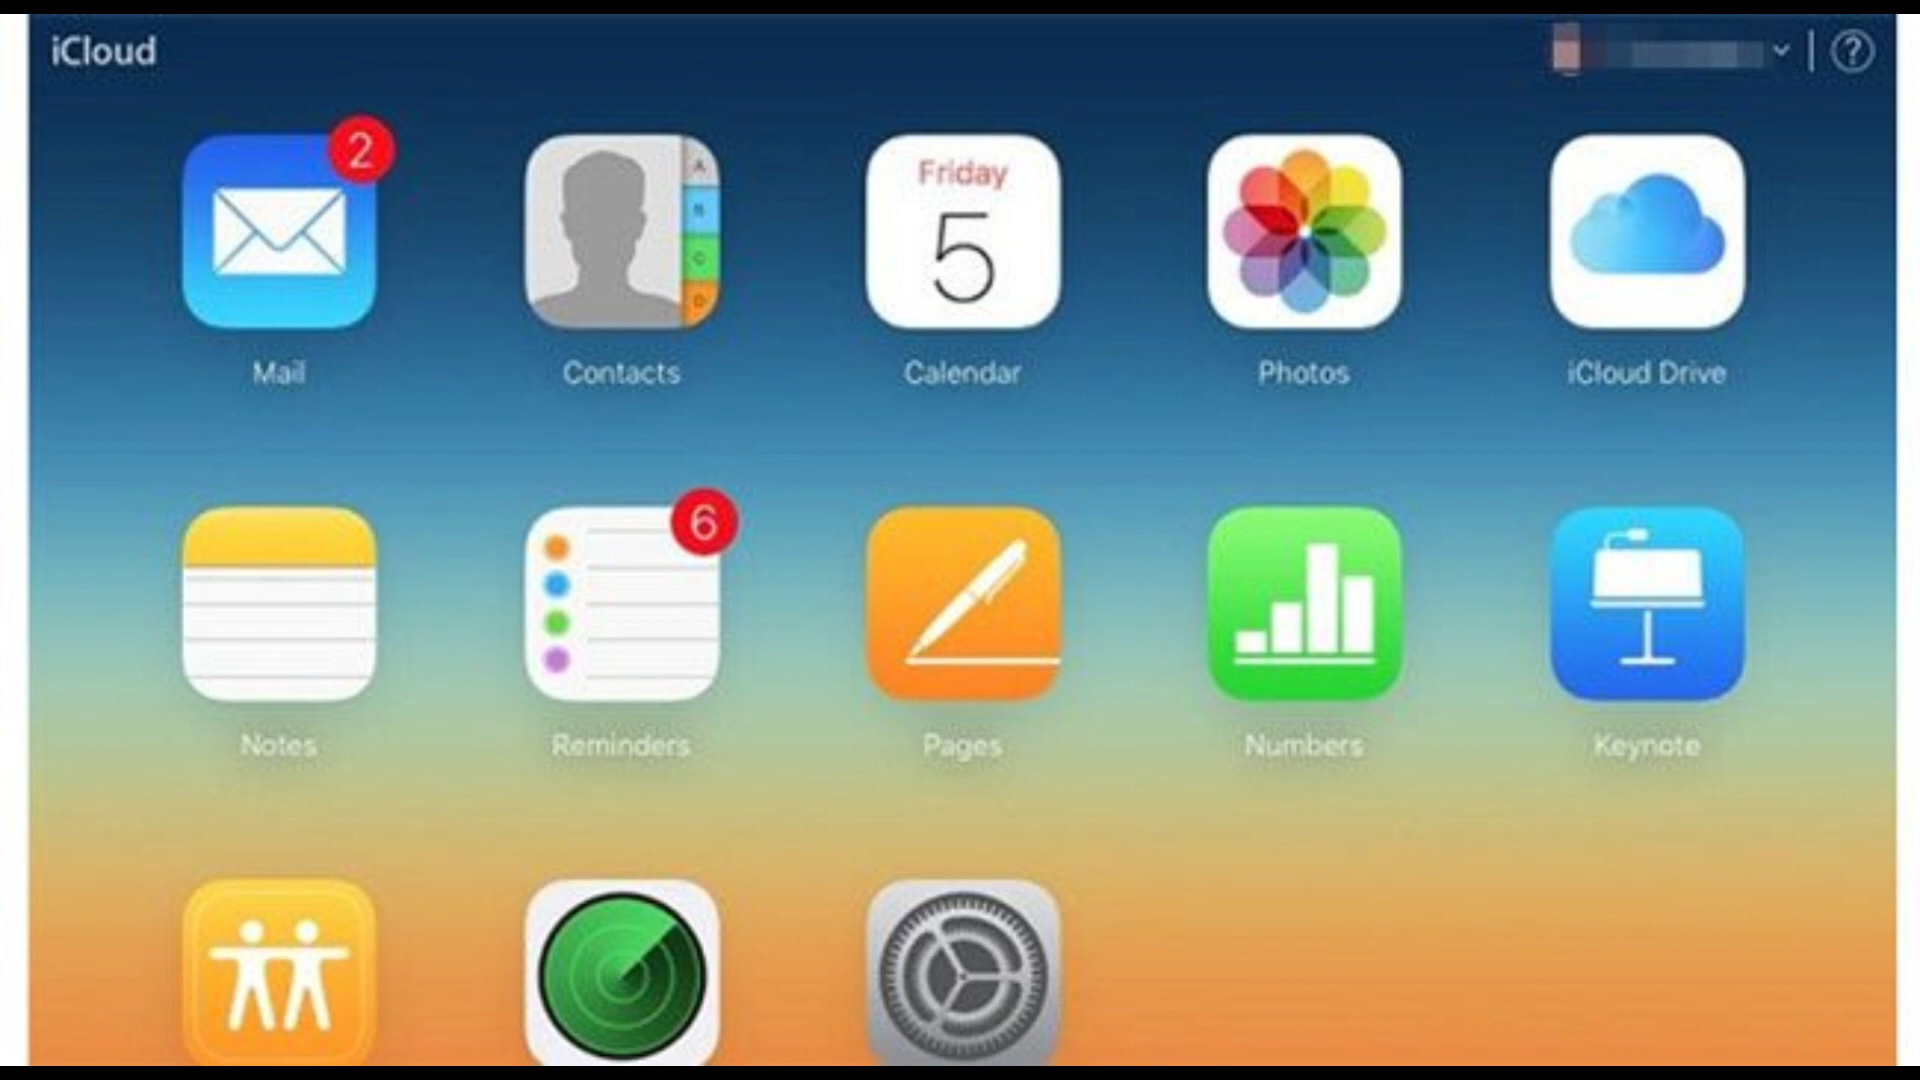 iCloud
?
2
A
B
C
D
Friday
5
Mail
Contacts
Calendar
Photos
iCloud Drive
6
Notes
Reminders
Pages
Numbers
Keynote